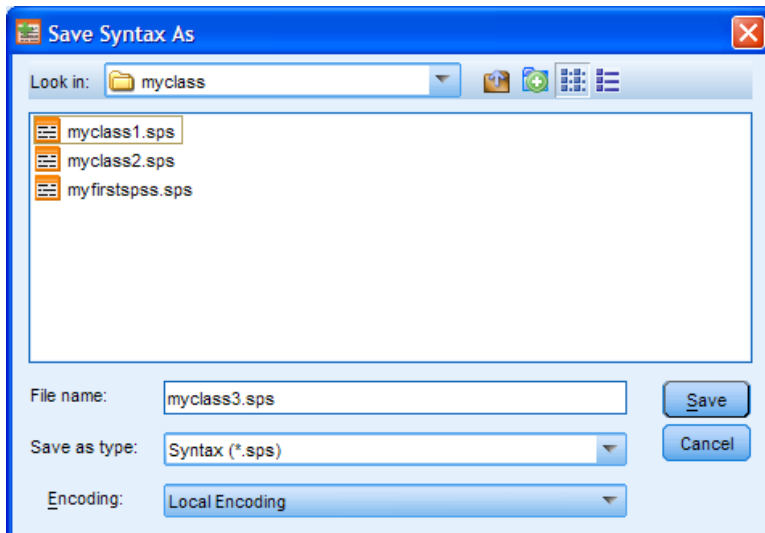 Save Syntax As
Look in: myclass
myclass1.sps
myclass2.sps
myfirstspss.sps
File name: myclass3.sps Save
Save as type: Syntax (*.sps) Cancel
Encoding: Local Encoding